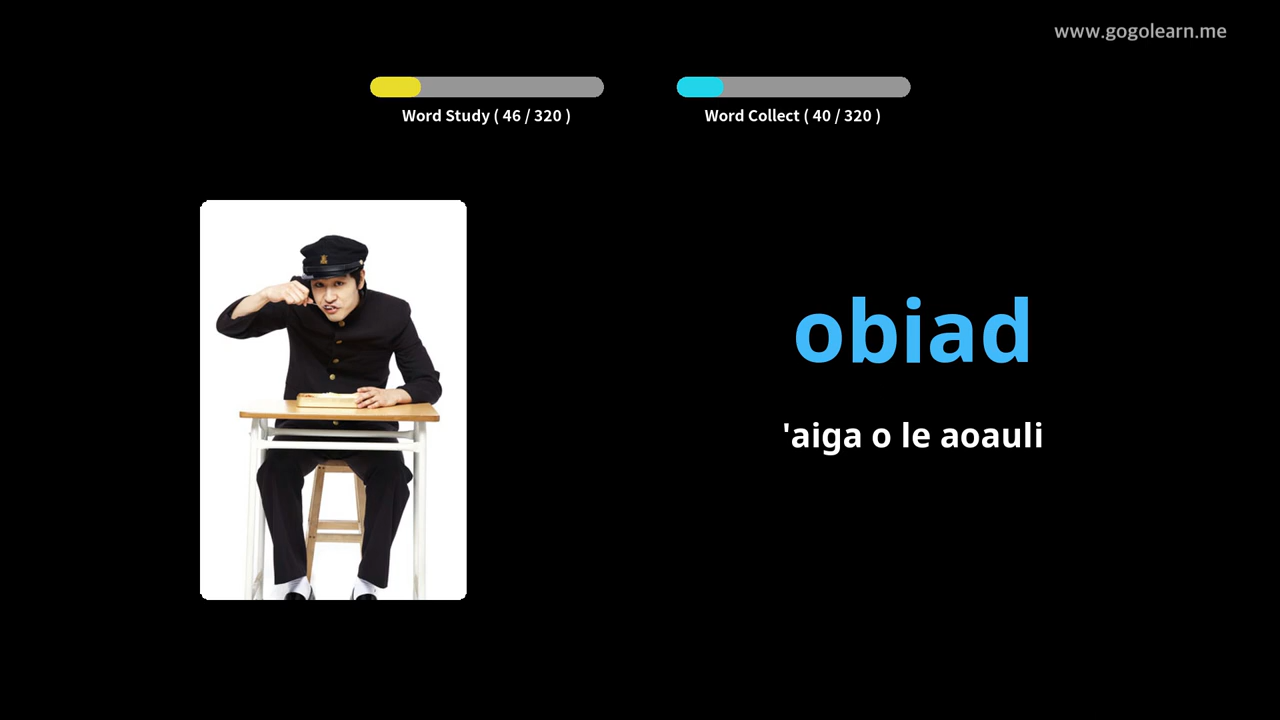 www.gogolearn.me
Word Study ( 46 / 320 )
Word Collect ( 40 / 320 )
obiad
'aiga o le aoauli